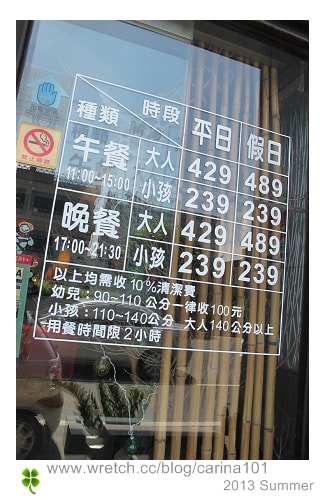 種類 時段 平日 假日
午餐 大人 429 489
11:00~15:00 小孩 239 239
晚餐 大人 429 489
17:00~21:30 小孩 239 239
以上均需收10%清潔費
幼兒：90~110公分一律收100元
小孩：110~140公分 大人140公分以上
用餐時間限2小時
www.wretch.cc/blog/carina101
2013 Summer